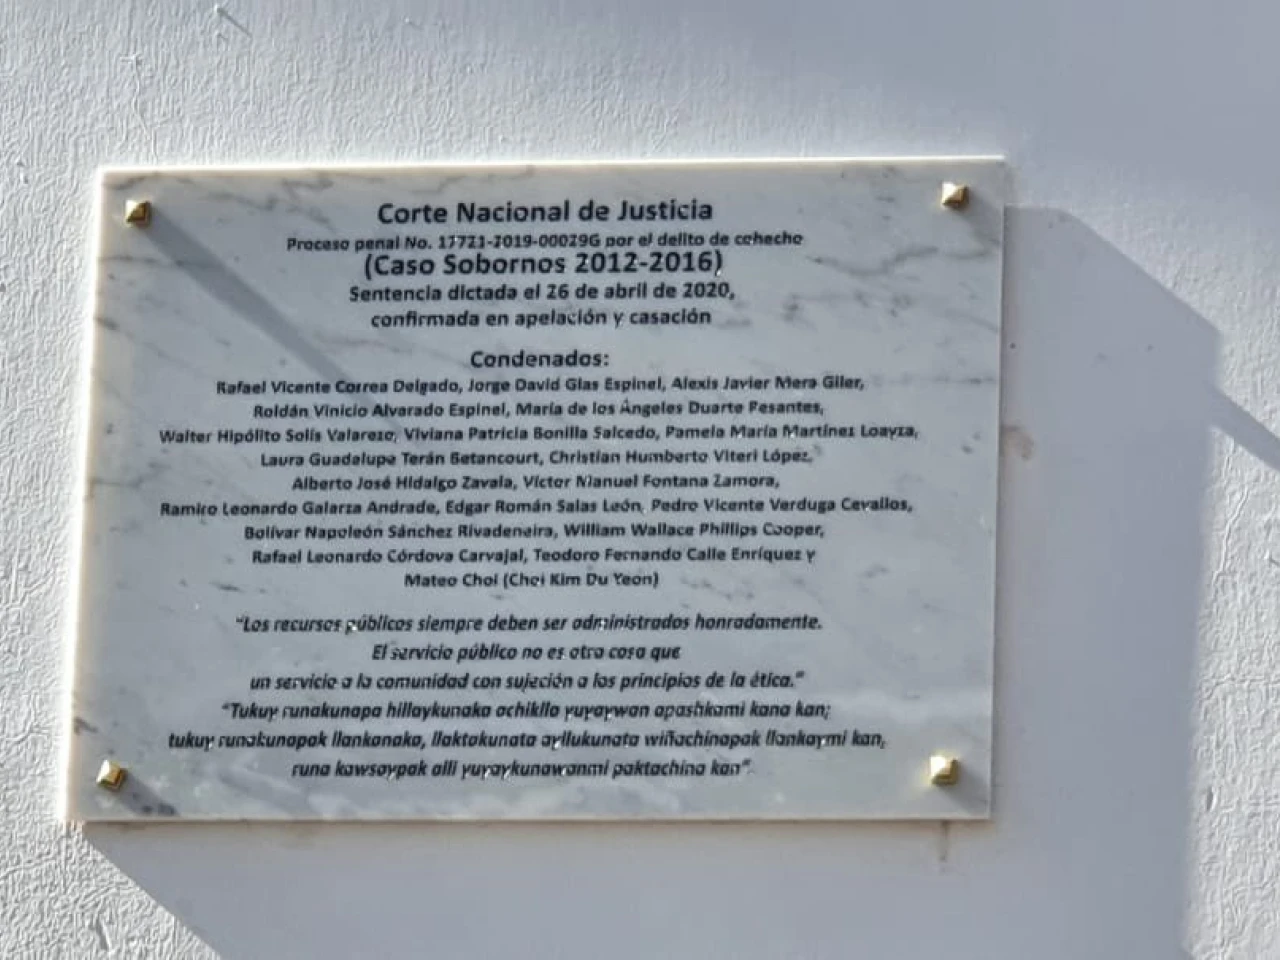 Corte Nacional de Justicia
Proceso penal No. 17721-2019-00029G por el delito de cohecho
(Caso Sobornos 2012-2016)
Sentencia dictada el 26 de abril de 2020,
confirmada en apelación y casación
Condenados:
Rafael Vicente Correa Delgado, Jorge David Glas Espinel, Alexis Javier Mera Giler,
Roldán Vinicio Alvarado Espinel, María de los Ángeles Duarte Pesantes,
Walter Hipólito Solís Valarezo, Viviana Patricia Bonilla Salcedo, Pamela María Martínez Loayza,
Laura Guadalupe Terán Betancourt, Christian Humberto Viteri López,
Alberto José Hidalgo Zavala, Víctor Manuel Fontana Zamora,
Ramiro Leonardo Galarza Andrade, Edgar Román Salas León, Pedro Vicente Verduga Cevallos,
Bolívar Napoleón Sánchez Rivadeneira, William Wallace Phillips Cooper,
Rafael Leonardo Córdova Carvajal, Teodoro Fernando Calle Enríquez y
Mateo Choi (Choi Kim Du Yeon)
"Los recursos públicos siempre deben ser administrados honradamente.
El servicio público no es otra cosa que
un servicio a la comunidad con sujeción a los principios de la ética."
"Tukuy runakunapa hillaykunaka achiklla yuyaywan apashkami kana kan;
tukuy runakunapak llankanaka, llaktakunata ayllukunata wiñachinapak llankaymi kan,
runa kawsaypak alli yuyaykunawanmi paktachina kan".